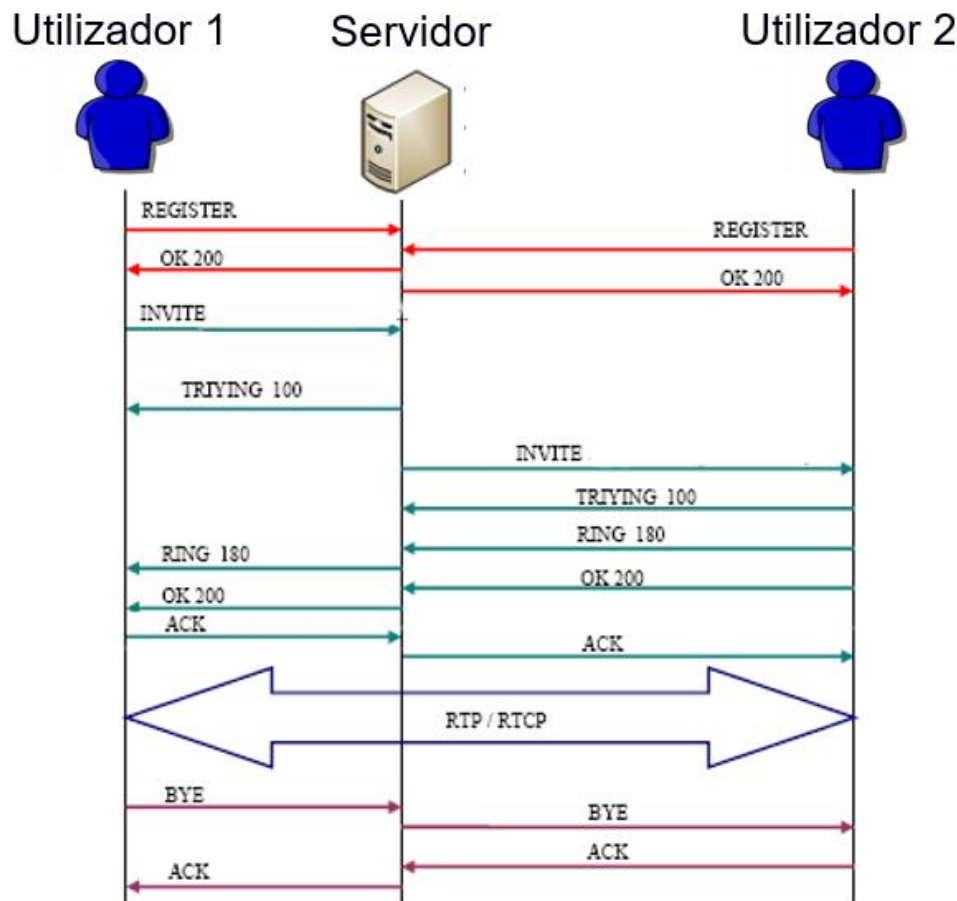 Utilizador 1
Servidor
Utilizador 2
REGISTER
REGISTER
OK 200
OK 200
INVITE
TRIYING 100
INVITE
TRIYING 100
RING 180
RING 180
OK 200
OK 200
ACK
ACK
RTP / RTCP
BYE
BYE
ACK
ACK